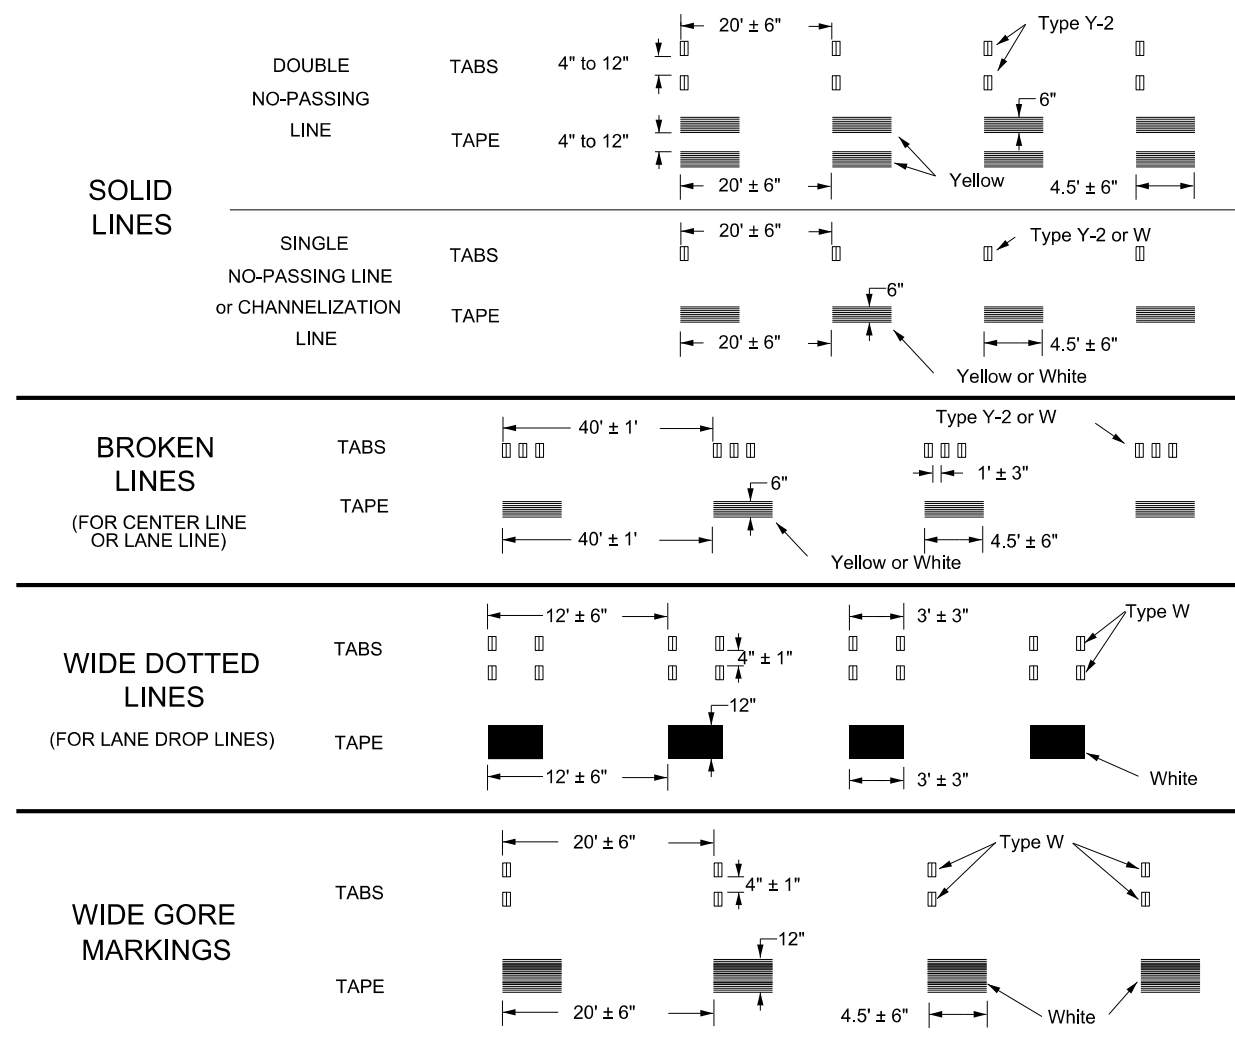 20' ± 6"
Type Y-2
DOUBLE
NO-PASSING
LINE
TABS
4" to 12"
TAPE
4" to 12"
6"
Yellow
20' ± 6"
4.5' ± 6"
SOLID
LINES
SINGLE
NO-PASSING LINE
or CHANNELIZATION
LINE
TABS
20' ± 6"
Type Y-2 or W
TAPE
6"
20' ± 6"
4.5' ± 6"
Yellow or White
BROKEN
LINES
(FOR CENTER LINE
OR LANE LINE)
TABS
40' ± 1'
Type Y-2 or W
1' ± 3"
TAPE
6"
40' ± 1'
4.5' ± 6"
Yellow or White
WIDE DOTTED
LINES
(FOR LANE DROP LINES)
TABS
12' ± 6"
3' ± 3"
Type W
4" ± 1"
TAPE
12"
12' ± 6"
3' ± 3"
White
WIDE GORE
MARKINGS
TABS
20' ± 6"
Type W
4" ± 1"
TAPE
12"
20' ± 6"
4.5' ± 6"
White